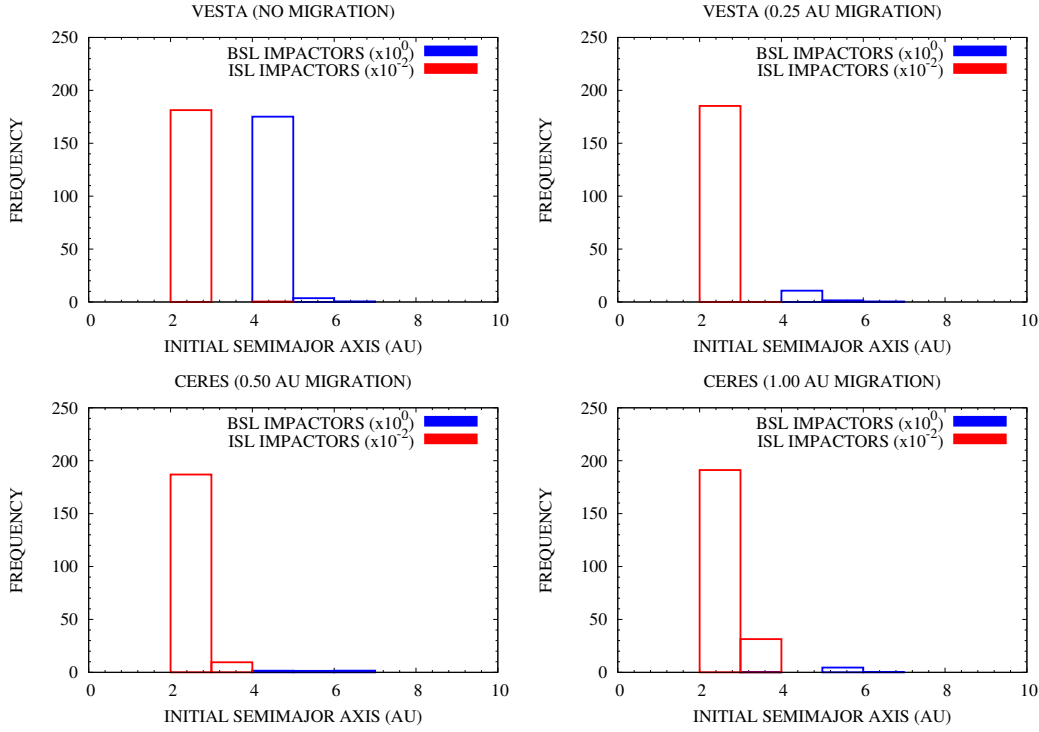 VESTA (NO MIGRATION)
250
200
150
100
50
0
FREQUENCY
BSL IMPACTORS (x10^0)
ISL IMPACTORS (x10^-2)
0 2 4 6 8 10
INITIAL SEMIMAJOR AXIS (AU)
VESTA (0.25 AU MIGRATION)
250
200
150
100
50
0
FREQUENCY
BSL IMPACTORS (x10^0)
ISL IMPACTORS (x10^-2)
0 2 4 6 8 10
INITIAL SEMIMAJOR AXIS (AU)
CERES (0.50 AU MIGRATION)
250
200
150
100
50
0
FREQUENCY
BSL IMPACTORS (x10^0)
ISL IMPACTORS (x10^-2)
0 2 4 6 8 10
INITIAL SEMIMAJOR AXIS (AU)
CERES (1.00 AU MIGRATION)
250
200
150
100
50
0
FREQUENCY
BSL IMPACTORS (x10^0)
ISL IMPACTORS (x10^-2)
0 2 4 6 8 10
INITIAL SEMIMAJOR AXIS (AU)